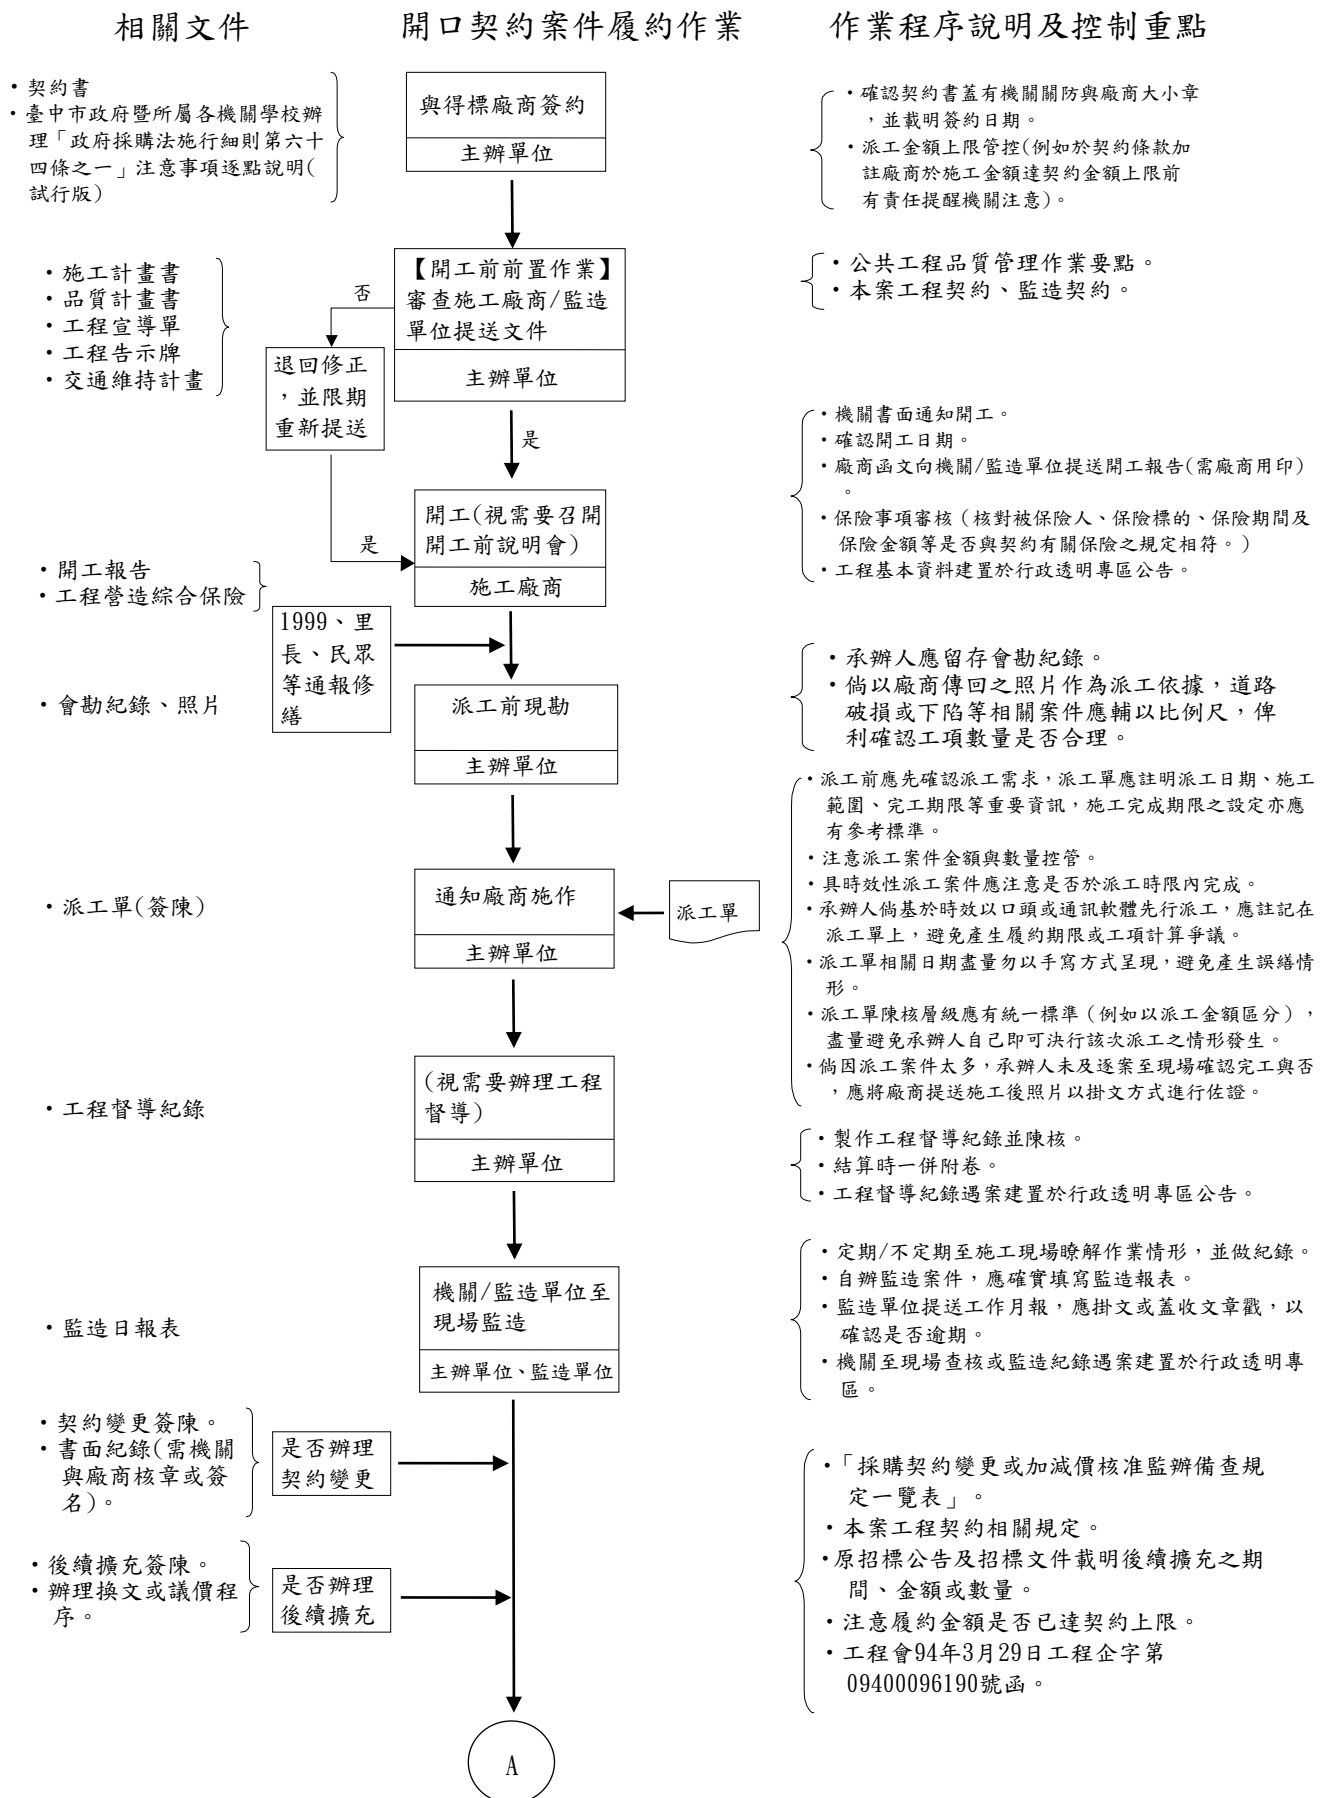 相關文件
開口契約案件履約作業
作業程序說明及控制重點
・契約書
・臺中市政府暨所屬各機關學校辦
理「政府採購法施行細則第六十
四條之一」注意事項逐點說明(
試行版)
與得標廠商簽約
主辦單位
・確認契約書蓋有機關關防與廠商大小章
，並載明簽約日期。
・派工金額上限管控(例如於契約條款加
註廠商於施工金額達契約金額上限前
有責任提醒機關注意)。
・施工計畫書
・品質計畫書
・工程宣導單
・工程告示牌
・交通維持計畫
【開工前前置作業】
審查施工廠商/監造
單位提送文件
主辦單位
否
退回修正
，並限期
重新提送
是
・公共工程品質管理作業要點。
・本案工程契約、監造契約。
開工(視需要召開
開工前說明會)
施工廠商
是
・開工報告
・工程營造綜合保險
・機關書面通知開工。
・確認開工日期。
・廠商函文向機關/監造單位提送開工報告(需廠商用印)
。
・保險事項審核（核對被保險人、保險標的、保險期間及
保險金額等是否與契約有關保險之規定相符。）
・工程基本資料建置於行政透明專區公告。
1999、里
長、民眾
等通報修
繕
・會勘紀錄、照片
派工前現勘
主辦單位
・承辦人應留存會勘紀錄。
・倘以廠商傳回之照片作為派工依據，道路
破損或下陷等相關案件應輔以比例尺，俾
利確認工項數量是否合理。
・派工單(簽陳)
通知廠商施作
主辦單位
派工單
・派工前應先確認派工需求，派工單應註明派工日期、施工
範圍、完工期限等重要資訊，施工完成期限之設定亦應
有參考標準。
・注意派工案件金額與數量控管。
・具時效性派工案件應注意是否於派工時限內完成。
・承辦人倘基於時效以口頭或通訊軟體先行派工，應註記在
派工單上，避免產生履約期限或工項計算爭議。
・派工單相關日期盡量勿以手寫方式呈現，避免產生誤繕情
形。
・派工單陳核層級應有統一標準（例如以派工金額區分），
盡量避免承辦人自己即可決行該次派工之情形發生。
・倘因派工案件太多，承辦人未及逐案至現場確認完工與否
，應將廠商提送施工後照片以掛文方式進行佐證。
・工程督導紀錄
(視需要辦理工程
督導)
主辦單位
・製作工程督導紀錄並陳核。
・結算時一併附卷。
・工程督導紀錄遇案建置於行政透明專區公告。
・監造日報表
機關/監造單位至
現場監造
主辦單位、監造單位
・定期/不定期至施工現場瞭解作業情形，並做紀錄。
・自辦監造案件，應確實填寫監造報表。
・監造單位提送工作月報，應掛文或蓋收文章戳，以
確認是否逾期。
・機關至現場查核或監造紀錄遇案建置於行政透明專
區。
・契約變更簽陳。
・書面紀錄(需機關
與廠商核章或簽
名)。
是否辦理
契約變更
・後續擴充簽陳。
・辦理換文或議價程
序。
是否辦理
後續擴充
・「採購契約變更或加減價核准監辦備查規
定一覽表」。
・本案工程契約相關規定。
・原招標公告及招標文件載明後續擴充之期
間、金額或數量。
・注意履約金額是否已達契約上限。
・工程會94年3月29日工程企字第
09400096190號函。
A